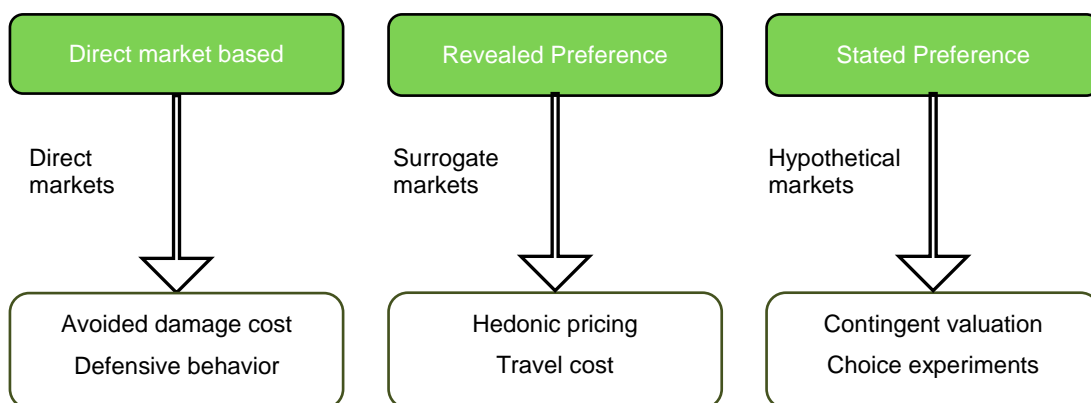 Direct market based
Revealed Preference
Stated Preference
Direct
markets
Surrogate
markets
Hypothetical
markets
Avoided damage cost
Defensive behavior
Hedonic pricing
Travel cost
Contingent valuation
Choice experiments